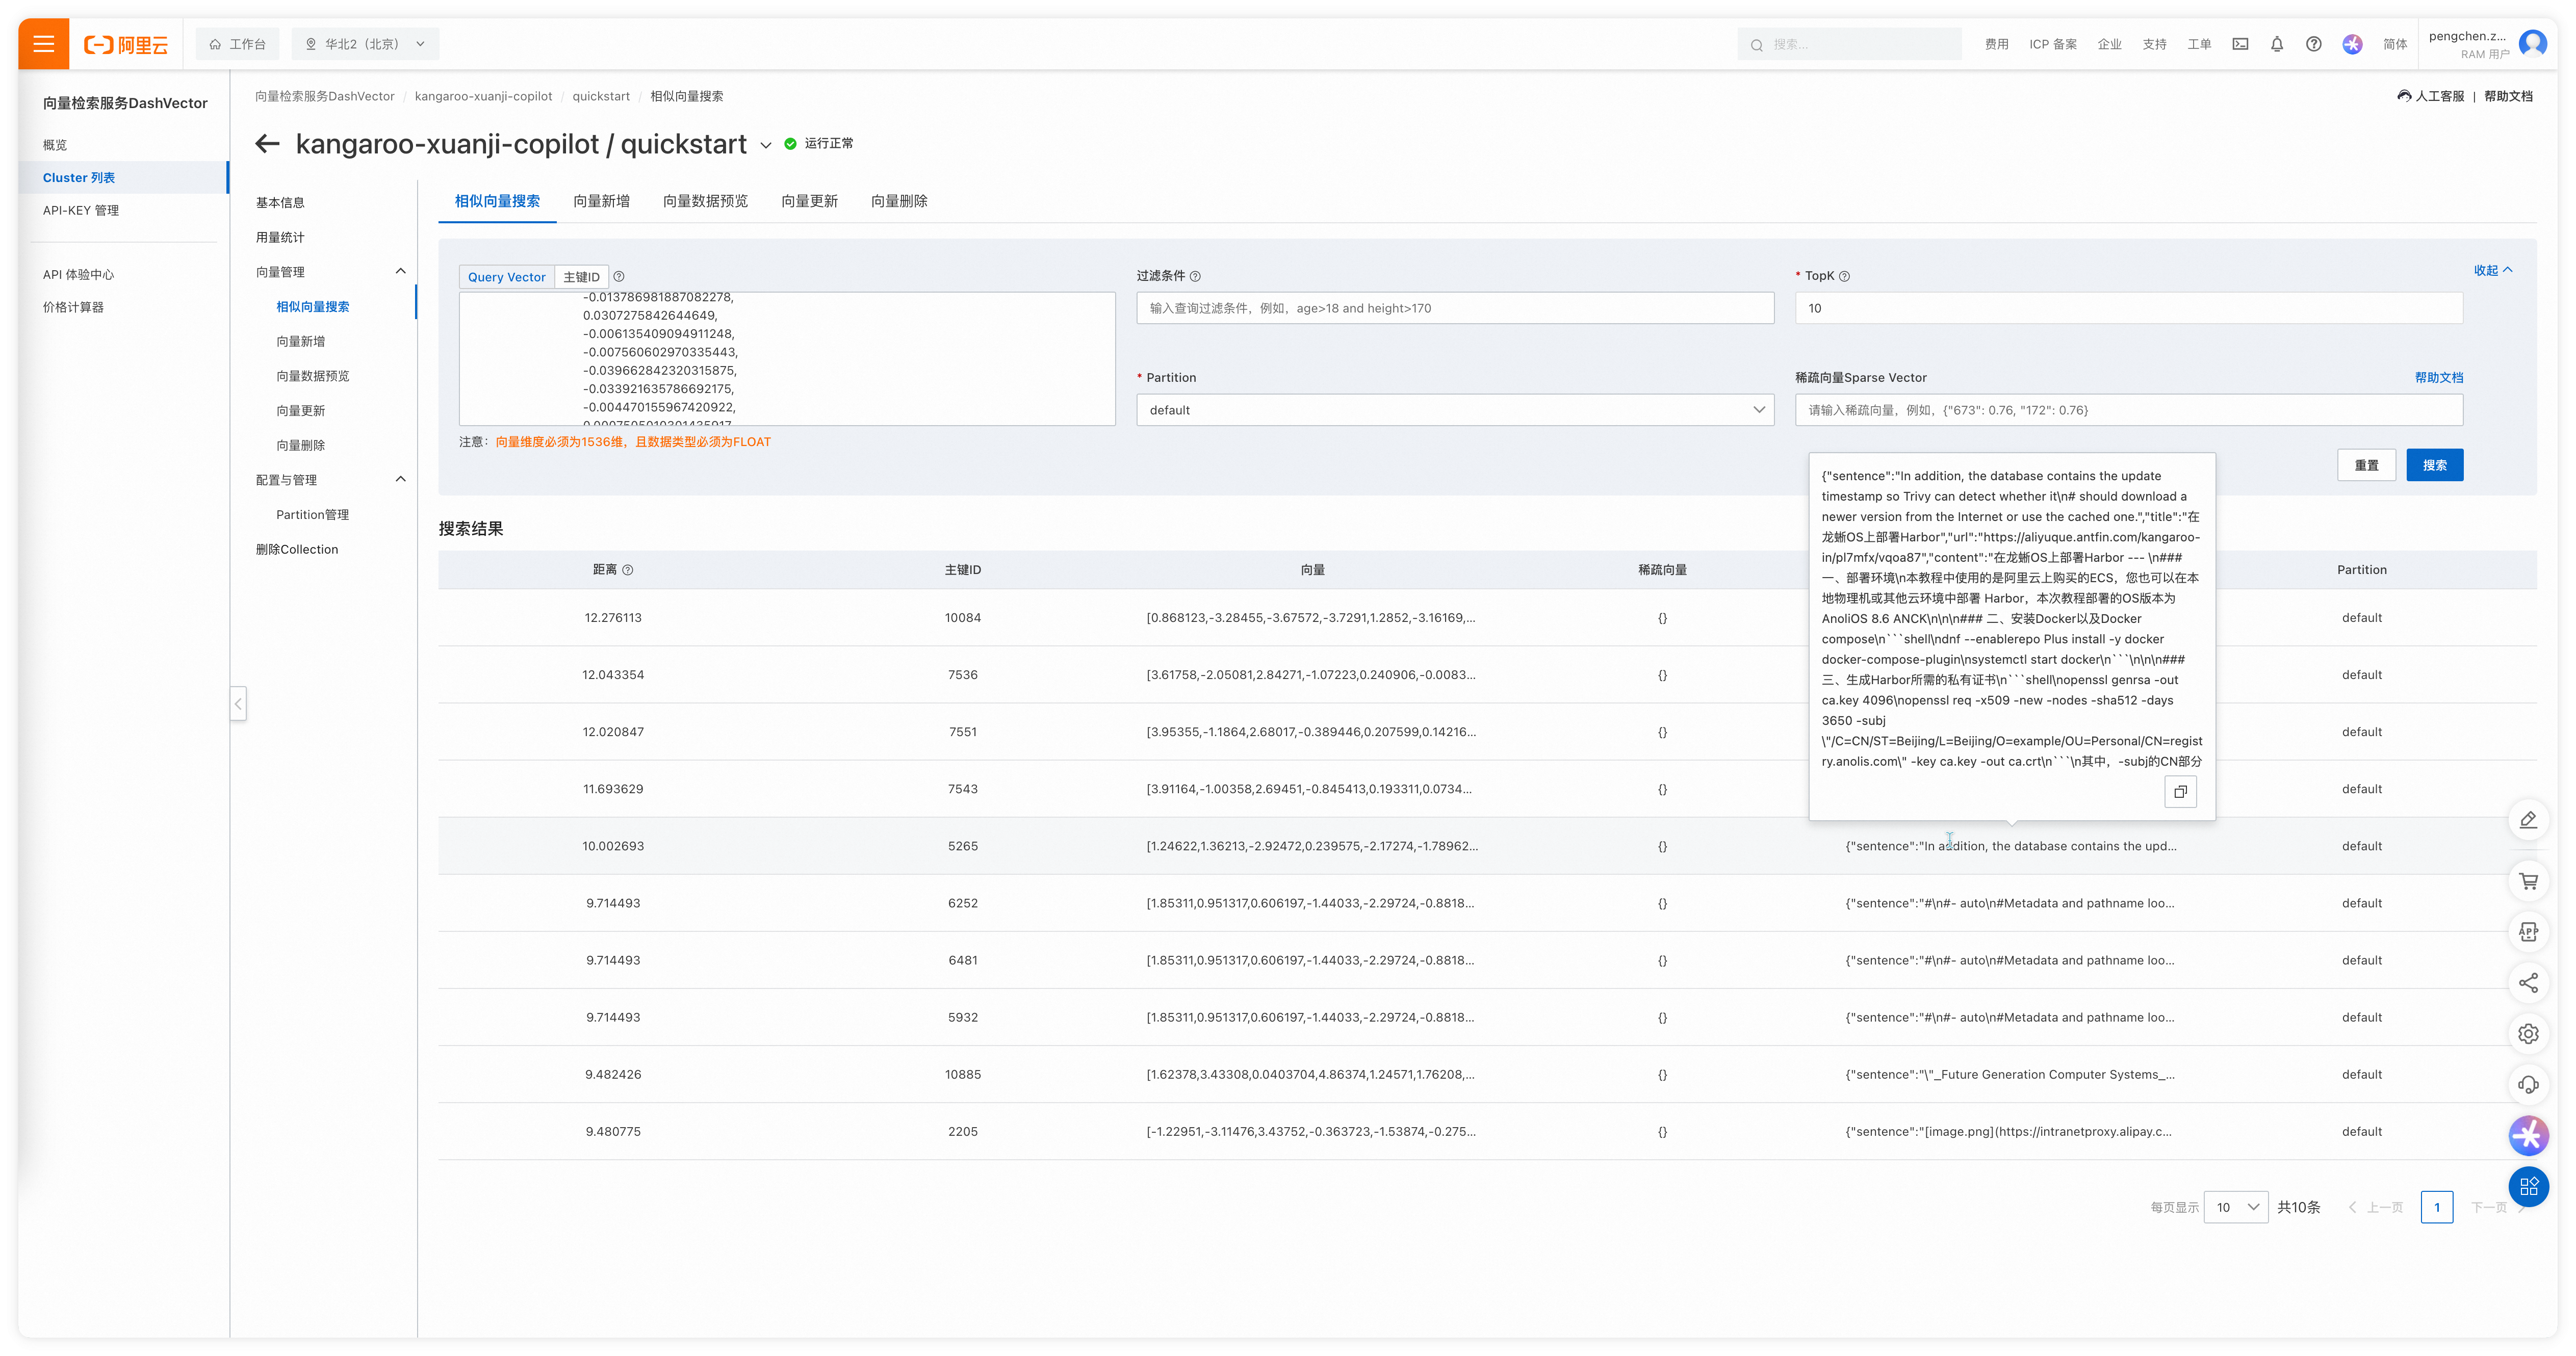 阿里云
工作台
华北2（北京）
搜索...
费用
ICP 备案
企业
支持
工单
简体
pengchen.z...
RAM 用户
向量检索服务DashVector
概览
Cluster 列表
API-KEY 管理
API 体验中心
价格计算器
向量检索服务DashVector / kangaroo-xuanji-copilot / quickstart / 相似向量搜索
人工客服 | 帮助文档
kangaroo-xuanji-copilot / quickstart
运行正常
基本信息
用量统计
向量管理
相似向量搜索
向量新增
向量数据预览
向量更新
向量删除
配置与管理
Partition管理
删除Collection
相似向量搜索 向量新增 向量数据预览 向量更新 向量删除
Query Vector 主键ID
-0.013786981887082278,
0.0307275842644649,
-0.006135409094911248,
-0.007560602970335443,
-0.039662842320315875,
-0.033921635786692175,
-0.004470155967420922,
注意： 向量维度必须为1536维，且数据类型必须为FLOAT
过滤条件
输入查询过滤条件，例如，age>18 and height>170
* TopK
10
收起
* Partition
default
稀疏向量Sparse Vector
帮助文档
请输入稀疏向量，例如，{"673": 0.76, "172": 0.76}
重置
搜索
{"sentence":"In addition, the database contains the update
timestamp so Trivy can detect whether it\n# should download a
newer version from the Internet or use the cached one.","title":"在
龙蜥OS上部署Harbor","url":"https://aliyuque.antfin.com/kangaroo-
in/pl7mfx/vqoa87","content":"在龙蜥OS上部署Harbor --- \n###
一、部署环境\n本教程中使用的是阿里云上购买的ECS，您也可以在本
地物理机或其他云环境中部署 Harbor，本次教程部署的OS版本为
AnoliOS 8.6 ANCK\n\n\n### 二、安装Docker以及Docker
compose\n```shell\ndnf --enablerepo Plus install -y docker
docker-compose-plugin\nsystemctl start docker\n```\n\n\n###
三、生成Harbor所需的私有证书\n```shell\nopenssl genrsa -out
ca.key 4096\nopenssl req -x509 -new -nodes -sha512 -days
3650 -subj
\"/C=CN/ST=Beijing/L=Beijing/O=example/OU=Personal/CN=regist
ry.anolis.com\" -key ca.key -out ca.crt\n```\n其中，-subj的CN部分
搜索结果
距离 主键ID 向量 稀疏向量 Partition
12.276113 10084 [0.868123,-3.28455,-3.67572,-3.7291,1.2852,-3.16169,... {} default
12.043354 7536 [3.61758,-2.05081,2.84271,-1.07223,0.240906,-0.0083... {} default
12.020847 7551 [3.95355,-1.1864,2.68017,-0.389446,0.207599,0.14216... {} default
11.693629 7543 [3.91164,-1.00358,2.69451,-0.845413,0.193311,0.0734... {} default
10.002693 5265 [1.24622,1.36213,-2.92472,0.239575,-2.17274,-1.78962... {} {"sentence":"In addition, the database contains the upd... default
9.714493 6252 [1.85311,0.951317,0.606197,-1.44033,-2.29724,-0.8818... {} {"sentence":"#\n#- auto\n#Metadata and pathname loo... default
9.714493 6481 [1.85311,0.951317,0.606197,-1.44033,-2.29724,-0.8818... {} {"sentence":"#\n#- auto\n#Metadata and pathname loo... default
9.714493 5932 [1.85311,0.951317,0.606197,-1.44033,-2.29724,-0.8818... {} {"sentence":"#\n#- auto\n#Metadata and pathname loo... default
9.482426 10885 [1.62378,3.43308,0.0403704,4.86374,1.24571,1.76208,... {} {"sentence":"\"_Future Generation Computer Systems_... default
9.480775 2205 [-1.22951,-3.11476,3.43752,-0.363723,-1.53874,-0.275... {} {"sentence":"[image.png](https://intranetproxy.alipay.c... default
APP
每页显示 10 共10条 上一页 1 下一页